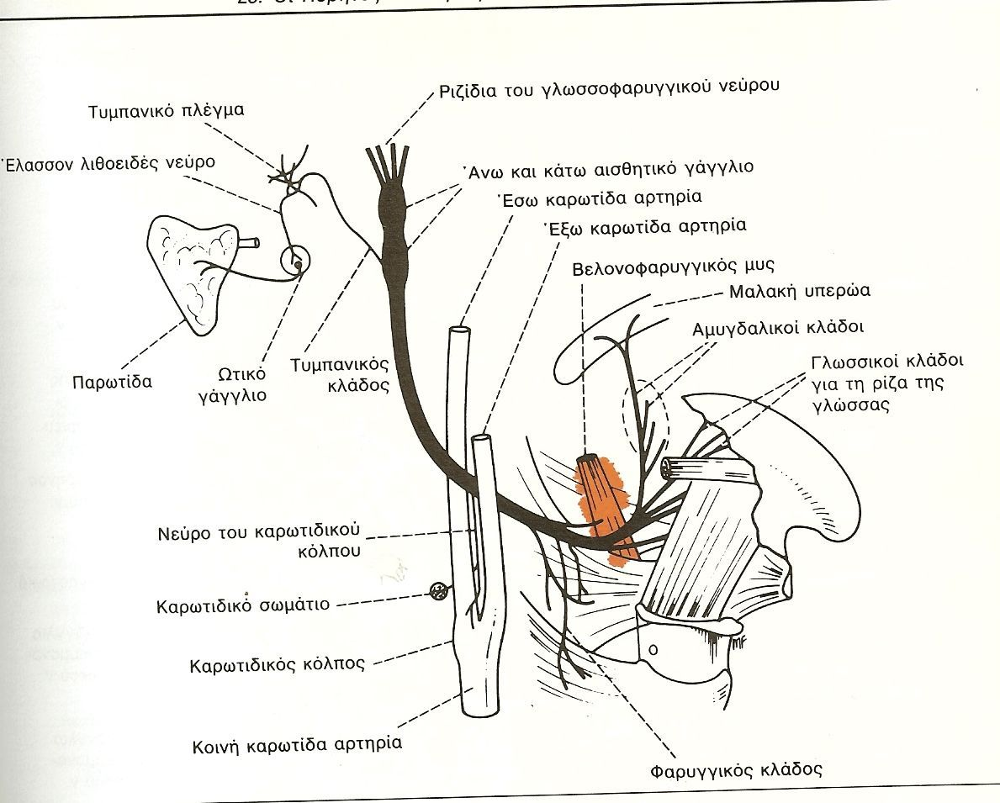 Ριζίδια του γλωσσοφαρυγγικού νεύρου
Τυμπανικό πλέγμα
Έλασσον λιθοειδές νεύρο
Άνω και κάτω αισθητικό γάγγλιο
Έσω καρωτίδα αρτηρία
Έξω καρωτίδα αρτηρία
Βελονοφαρυγγικός μυς
Μαλακή υπερώα
Αμυγδαλικοί κλάδοι
Γλωσσικοί κλάδοι
για τη ρίζα της
γλώσσας
Παρωτίδα
Ωτικό
γάγγλιο
Τυμπανικός
κλάδος
Νεύρο του καρωτιδικού
κόλπου
Καρωτιδικό σωμάτιο
Καρωτιδικός κόλπος
Κοινή καρωτίδα αρτηρία
Φαρυγγικός κλάδος
MF